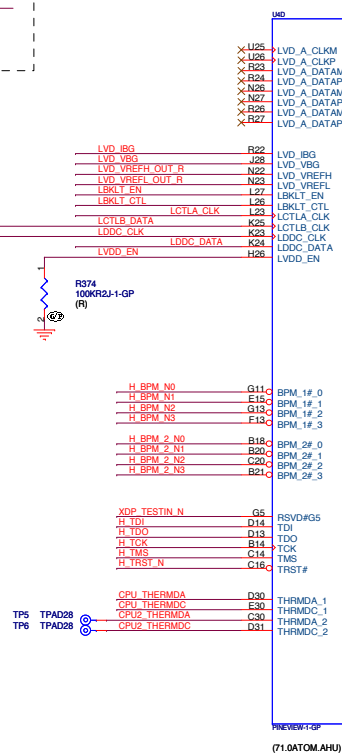 U4D
U25 LVD_A_CLKM
U26 LVD_A_CLKP
R23 LVD_A_DATAM
R24 LVD_A_DATAP
N26 LVD_A_DATAM
N27 LVD_A_DATAP
R26 LVD_A_DATAM
R27 LVD_A_DATAP
LVD_IBG R22 LVD_IBG
LVD_VBG J28 LVD_VBG
LVD_VREFH_OUT_R N22 LVD_VREFH
LVD_VREFL_OUT_R N23 LVD_VREFL
LBKLT_EN L27 LBKLT_EN
LBKLT_CTL L26 LBKLT_CTL
LCTLA_CLK L23 LCTLA_CLK
LCTLB_DATA K25 LCTLB_CLK
LDDC_CLK K23 LDDC_CLK
LDDC_DATA K24 LDDC_DATA
LVDD_EN H26 LVDD_EN
1
R374
100KR2J-1-GP
(R)
2
H_BPM_N0 G11 BPM_1#_0
H_BPM_N1 E15 BPM_1#_1
H_BPM_N2 G13 BPM_1#_2
H_BPM_N3 F13 BPM_1#_3
H_BPM_2_N0 B18 BPM_2#_0
H_BPM_2_N1 B20 BPM_2#_1
H_BPM_2_N2 C20 BPM_2#_2
H_BPM_2_N3 B21 BPM_2#_3
XDP_TESTIN_N G5 RSVD#G5
H_TDI D14 TDI
H_TDO D13 TDO
H_TCK B14 TCK
H_TMS C14 TMS
H_TRST_N C16 TRST#
CPU_THERMDA D30 THRMDA_1
CPU_THERMDC E30 THRMDC_1
TP5 TPAD28 CPU2_THERMDA C30 THRMDA_2
TP6 TPAD28 CPU2_THERMDC D31 THRMDC_2
PINEVIEW-1-GP
(71.0ATOM.AHU)